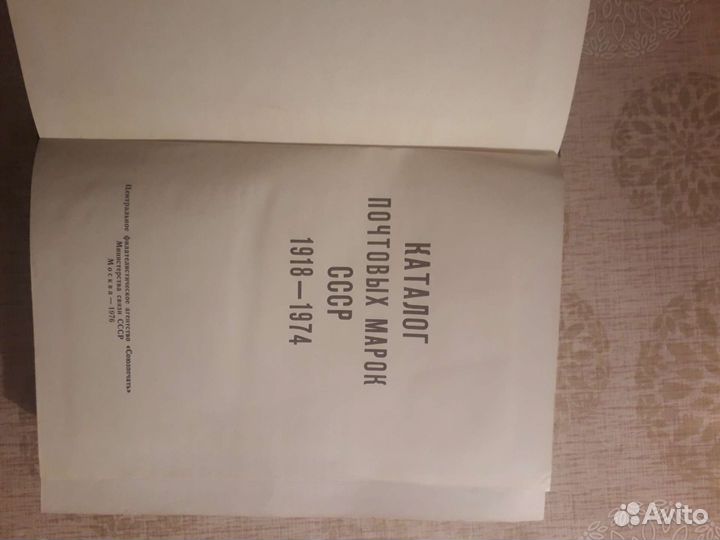 КАТАЛОГ
ПОЧТОВЫХ МАРОК
СССР
1918—1974
Центральное филателистическое агентство «Союзпечать»
Министерства связи СССР
Москва—1976
Avito